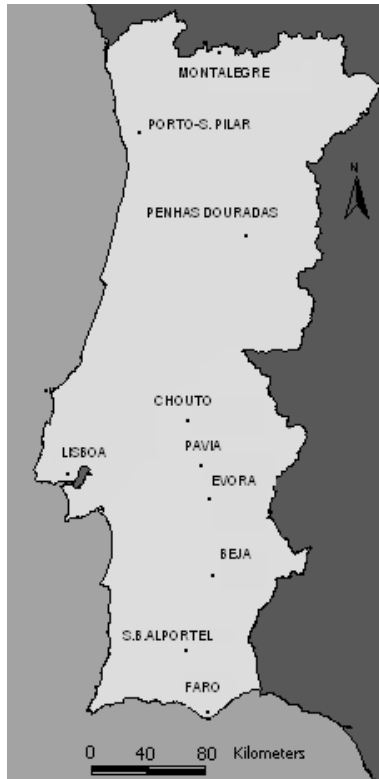 MONTALEGRE
PORTO-S. PILAR
N
PENHAS DOURADAS
CHOUTO
PAVIA
LISBOA
EVORA
BEJA
S.B.ALPORTEL
FARO
0 40 80 Kilometers